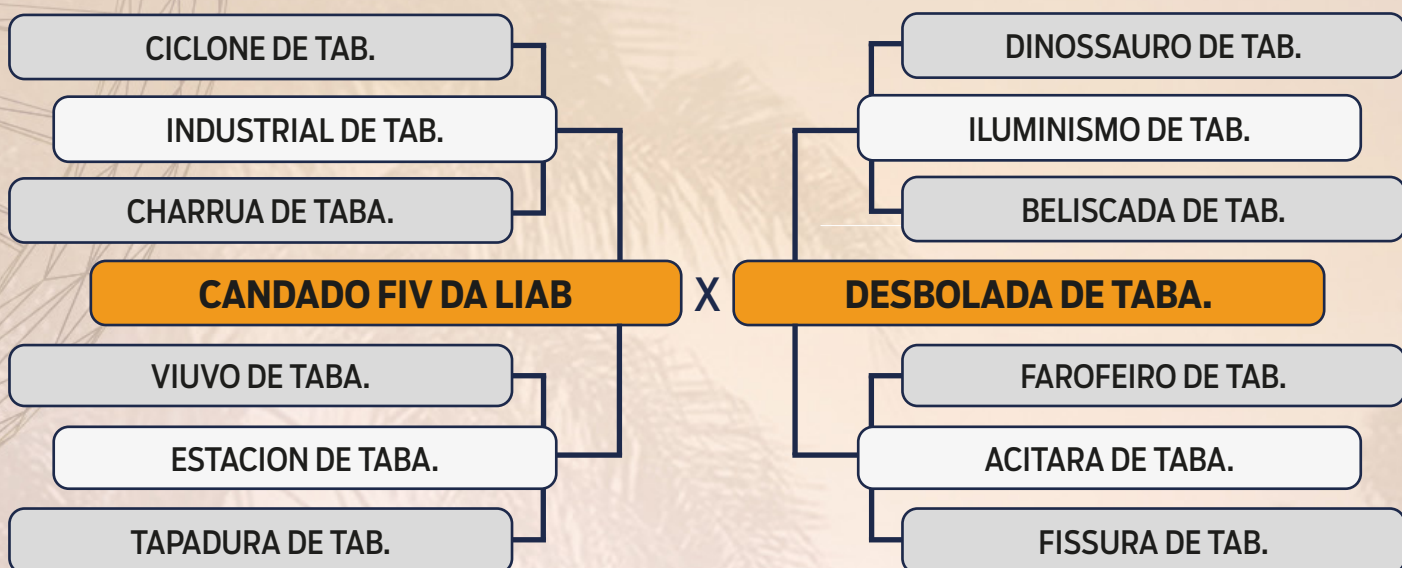 CICLONE DE TAB.
INDUSTRIAL DE TAB.
CHARRUA DE TABA.
CANDADO FIV DA LIAB
VIUVO DE TABA.
ESTACION DE TABA.
TAPADURA DE TAB.
X
DINOSSAURO DE TAB.
ILUMINISMO DE TAB.
BELISCADA DE TAB.
DESBOLADA DE TABA.
FAROFEIRO DE TAB.
ACITARA DE TABA.
FISSURA DE TAB.